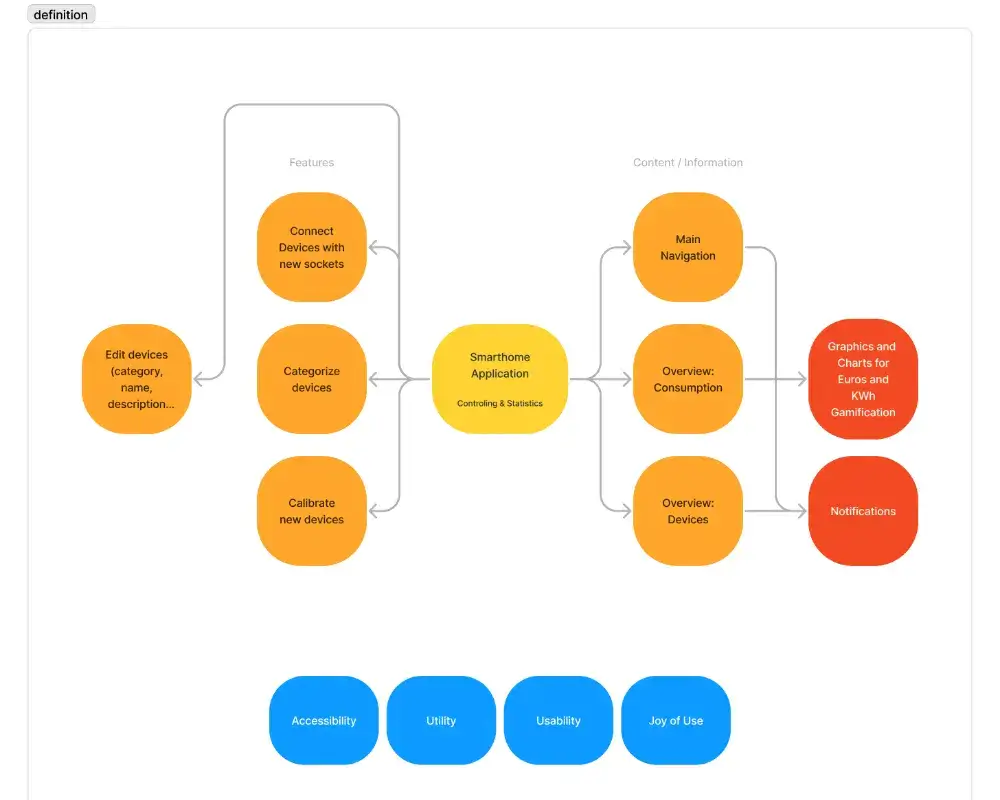 definition
Features
Content / Information
Connect
Devices with
new sockets
Main
Navigation
Edit devices
(category,
name,
description...
Categorize
devices
Smarthome
Application
Controling & Statistics
Overview:
Consumption
Graphics and
Charts for
Euros and
KWh
Gamification
Calibrate
new devices
Overview:
Devices
Notifications
Accessibility
Utility
Usability
Joy of Use